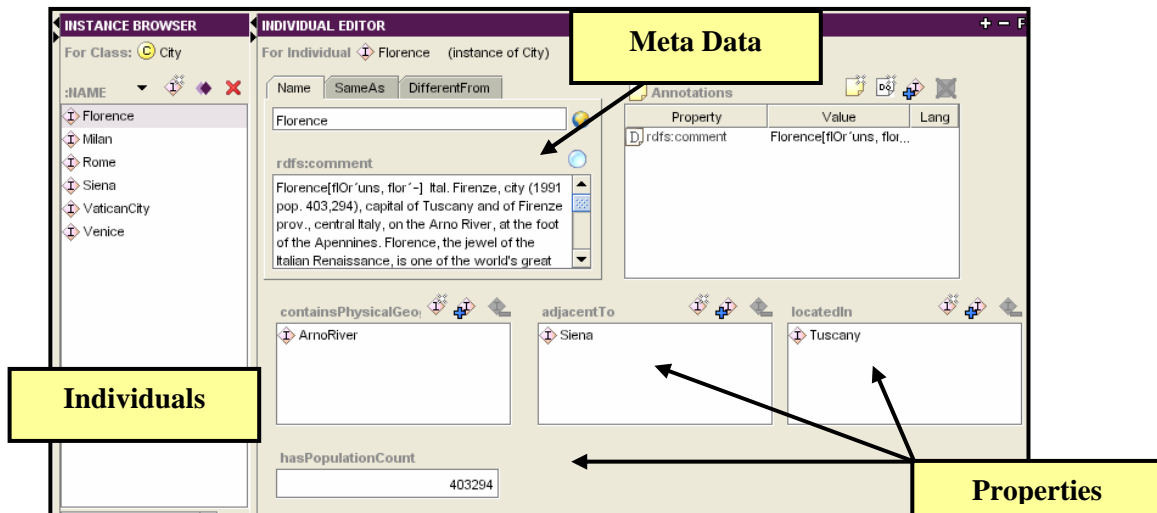 INSTANCE BROWSER
For Class: C City
:NAME
Florence
Milan
Rome
Siena
VaticanCity
Venice
Individuals
INDIVIDUAL EDITOR
+ − F
For Individual Florence (instance of City)
Meta Data
Name SameAs DifferentFrom
Florence
rdfs:comment
Florence[flOr´uns, flor´-] Ital. Firenze, city (1991
pop. 403,294), capital of Tuscany and of Firenze
prov., central Italy, on the Arno River, at the foot
of the Apennines. Florence, the jewel of the
Italian Renaissance, is one of the world's great
Annotations
Property Value Lang
D rdfs:comment Florence[flOr´uns, flor...
containsPhysicalGeo
ArnoRiver
adjacentTo
Siena
locatedIn
Tuscany
hasPopulationCount
403294
Properties